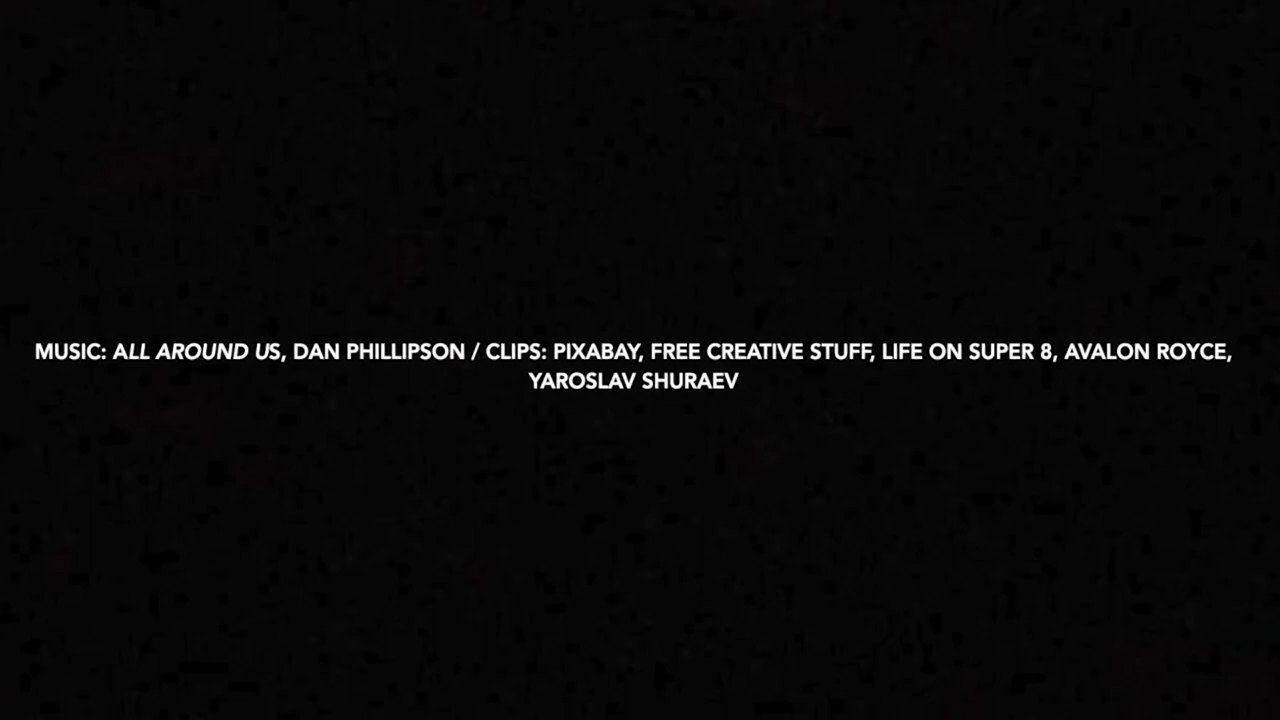 MUSIC: ALL AROUND US, DAN PHILLIPSON / CLIPS: PIXABAY, FREE CREATIVE STUFF, LIFE ON SUPER 8, AVALON ROYCE,
YAROSLAV SHURAEV